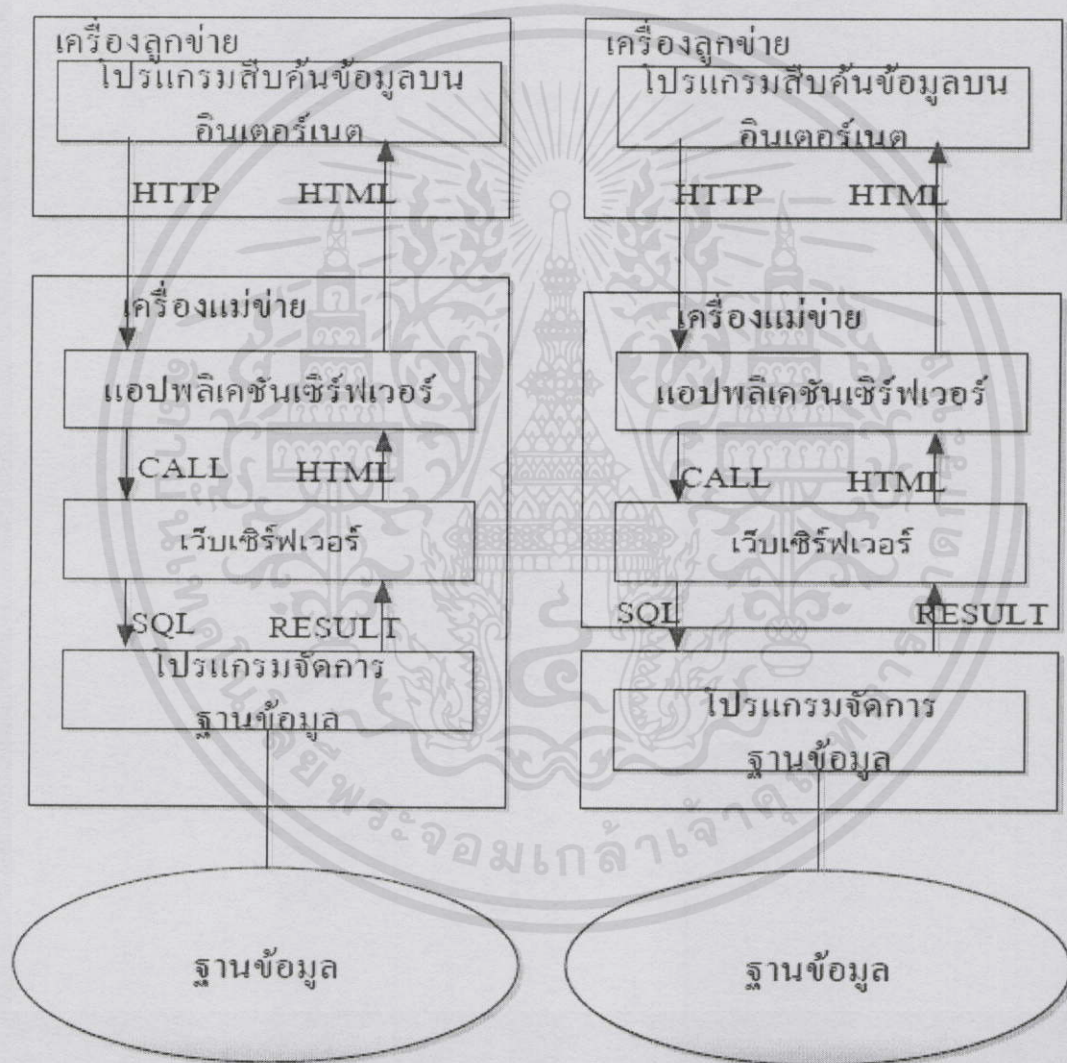 เครื่องลูกข่าย
โปรแกรมสืบค้นข้อมูลบน
อินเตอร์เนต
HTTP HTML
เครื่องแม่ข่าย
แอปพลิเคชันเซิร์ฟเวอร์
CALL HTML
เว็บเซิร์ฟเวอร์
SQL RESULT
โปรแกรมจัดการ
ฐานข้อมูล
ฐานข้อมูล
เครื่องลูกข่าย
โปรแกรมสืบค้นข้อมูลบน
อินเตอร์เนต
HTTP HTML
เครื่องแม่ข่าย
แอปพลิเคชันเซิร์ฟเวอร์
CALL HTML
เว็บเซิร์ฟเวอร์
SQL RESULT
โปรแกรมจัดการ
ฐานข้อมูล
ฐานข้อมูล